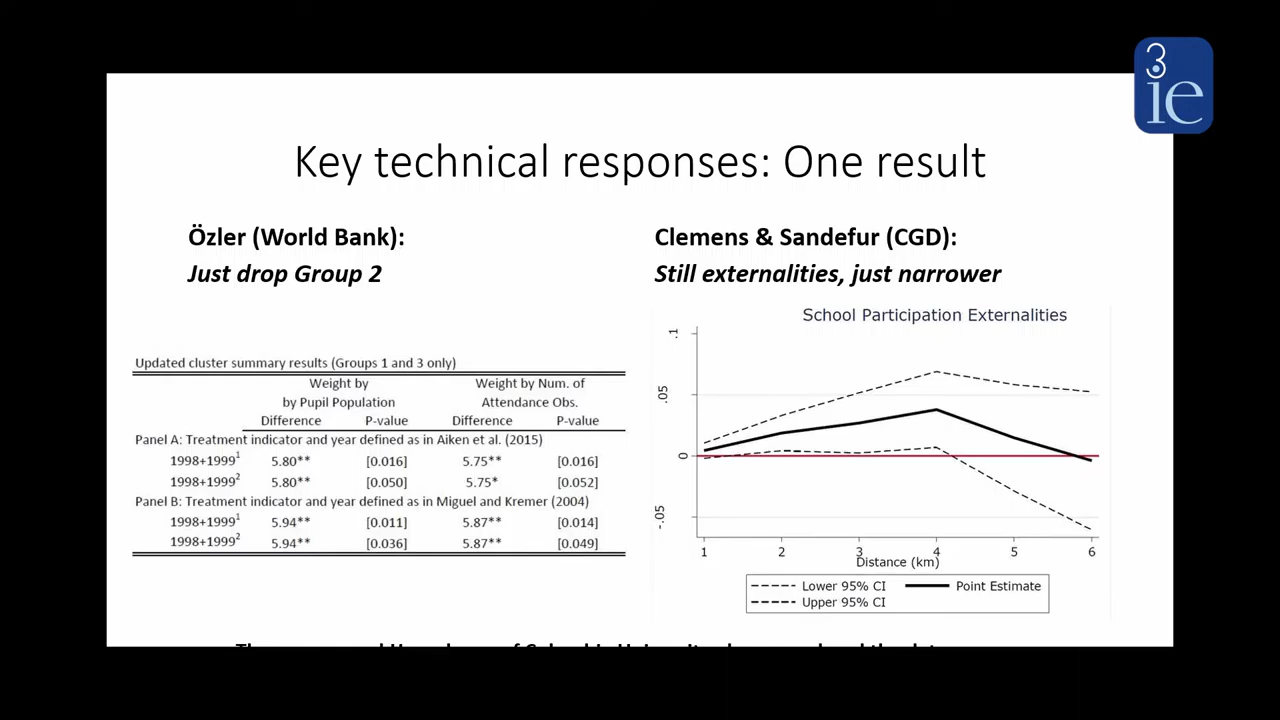 3
ie
Key technical responses: One result
Özler (World Bank):
Just drop Group 2
Updated cluster summary results (Groups 1 and 3 only)
Weight by Weight by Num. of
by Pupil Population Attendance Obs.
Difference P-value Difference P-value
Panel A: Treatment indicator and year defined as in Aiken et al. (2015)
1998+1999¹ 5.80** [0.016] 5.75** [0.016]
1998+1999² 5.80** [0.050] 5.75* [0.052]
Panel B: Treatment indicator and year defined as in Miguel and Kremer (2004)
1998+1999¹ 5.94** [0.011] 5.87** [0.014]
1998+1999² 5.94** [0.036] 5.87** [0.049]
Clemens & Sandefur (CGD):
Still externalities, just narrower
School Participation Externalities
.1
.05
0
-.05
1 2 3 4 5 6
Distance (km)
Lower 95% CI Point Estimate
Upper 95% CI